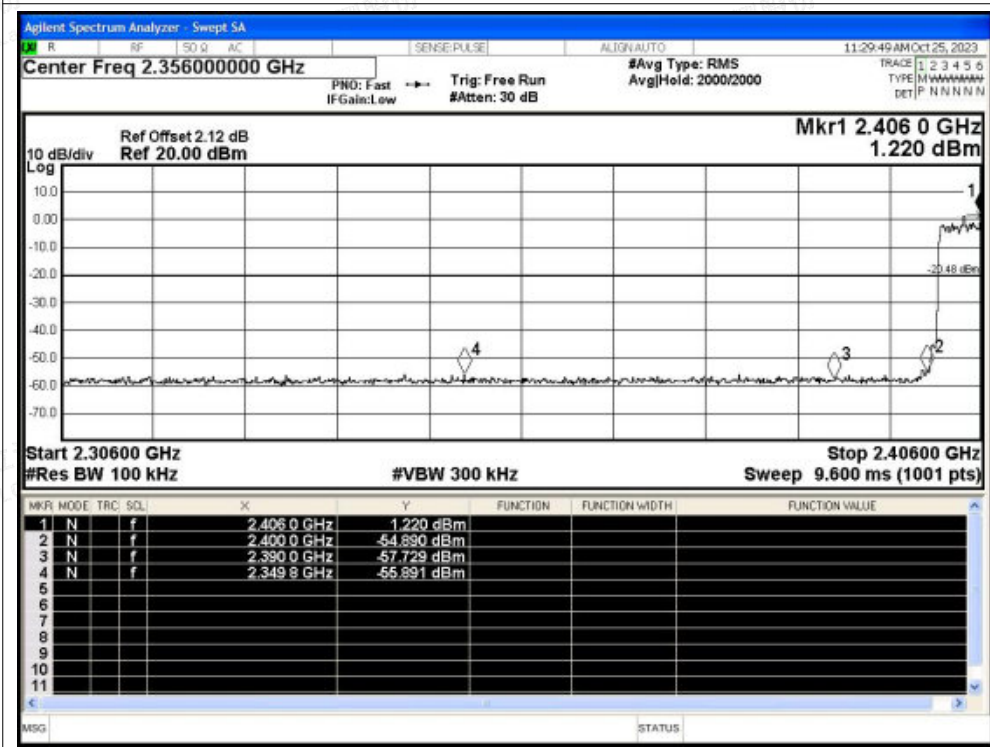 Agilent Spectrum Analyzer - Swept SA
LXI R RF 50 Ω AC SENSE:PULSE ALIGN AUTO 11:29:49 AM Oct 25, 2023
Center Freq 2.356000000 GHz
PNO: Fast
IFGain:Low
Trig: Free Run
#Atten: 30 dB
#Avg Type: RMS
Avg|Hold: 2000/2000
TRACE 1 2 3 4 5 6
TYPE M WWWWW
DET P N N N N N
Mkr1 2.406 0 GHz
1.220 dBm
Ref Offset 2.12 dB
10 dB/div Ref 20.00 dBm
Log
10.0
0.00
-10.0
-20.0
-30.0
-40.0
-50.0
-60.0
-70.0
1
-20.48 dBm
4
3
2
Start 2.30600 GHz Stop 2.40600 GHz
#Res BW 100 kHz #VBW 300 kHz Sweep 9.600 ms (1001 pts)
MKR MODE TRC SCL X Y FUNCTION FUNCTION WIDTH FUNCTION VALUE
1 N f 2.406 0 GHz 1.220 dBm
2 N f 2.400 0 GHz -54.890 dBm
3 N f 2.390 0 GHz -57.729 dBm
4 N f 2.349 8 GHz -55.891 dBm
5
6
7
8
9
10
11
MSG STATUS